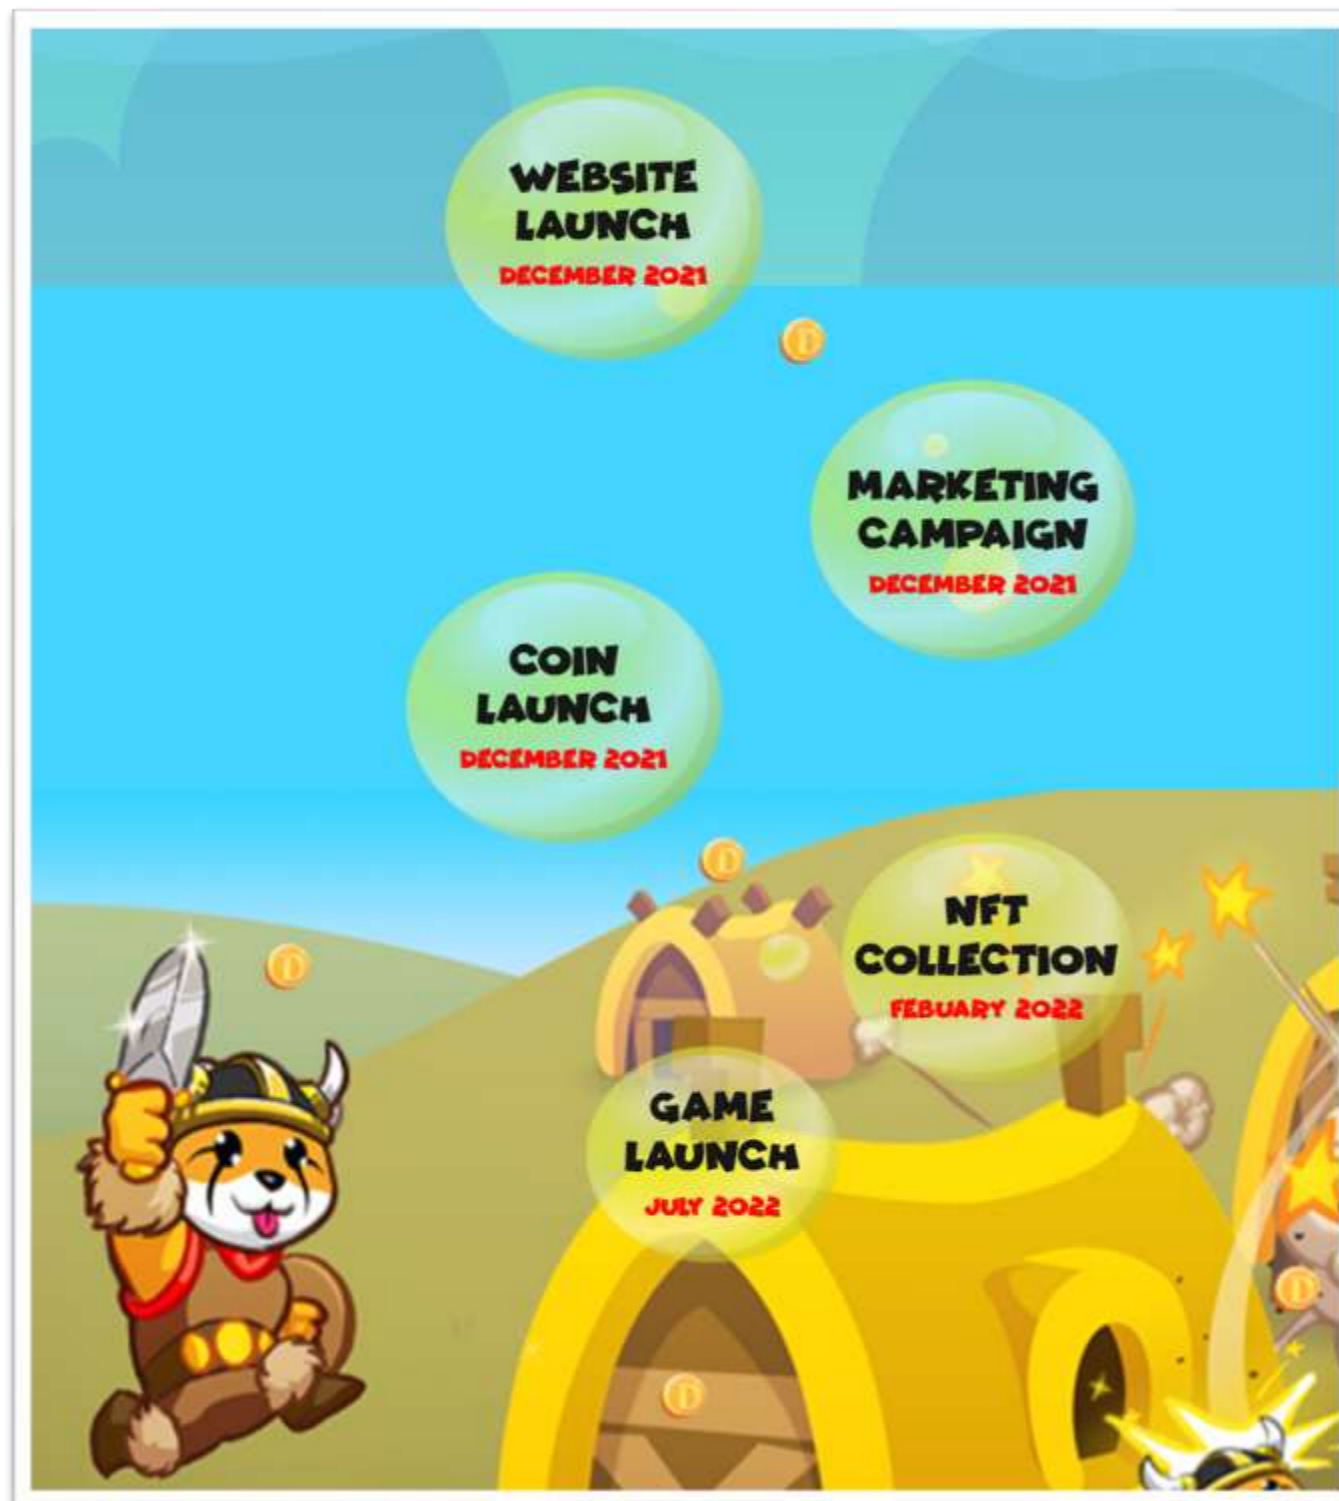 WEBSITE
LAUNCH
DECEMBER 2021
MARKETING
CAMPAIGN
DECEMBER 2021
COIN
LAUNCH
DECEMBER 2021
NFT
COLLECTION
FEBUARY 2022
GAME
LAUNCH
JULY 2022